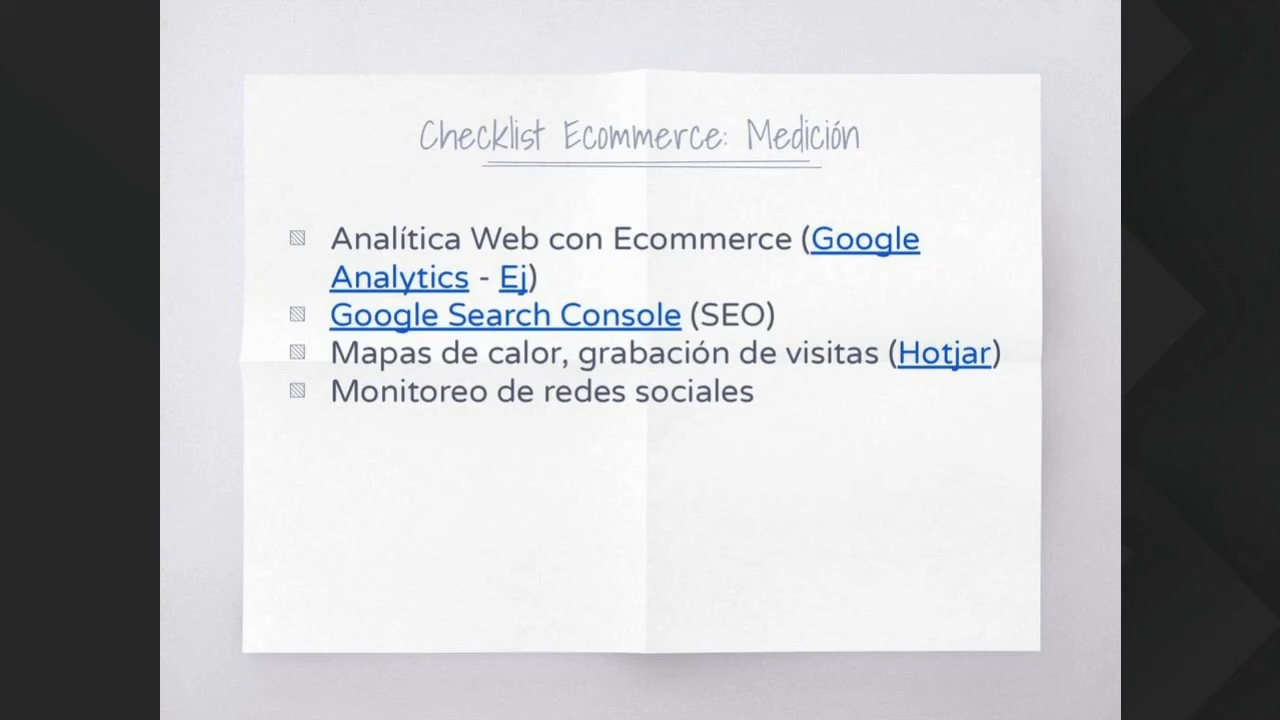 Checklist Ecommerce: Medición
Analítica Web con Ecommerce (Google
Analytics - Ej)
Google Search Console (SEO)
Mapas de calor, grabación de visitas (Hotjar)
Monitoreo de redes sociales